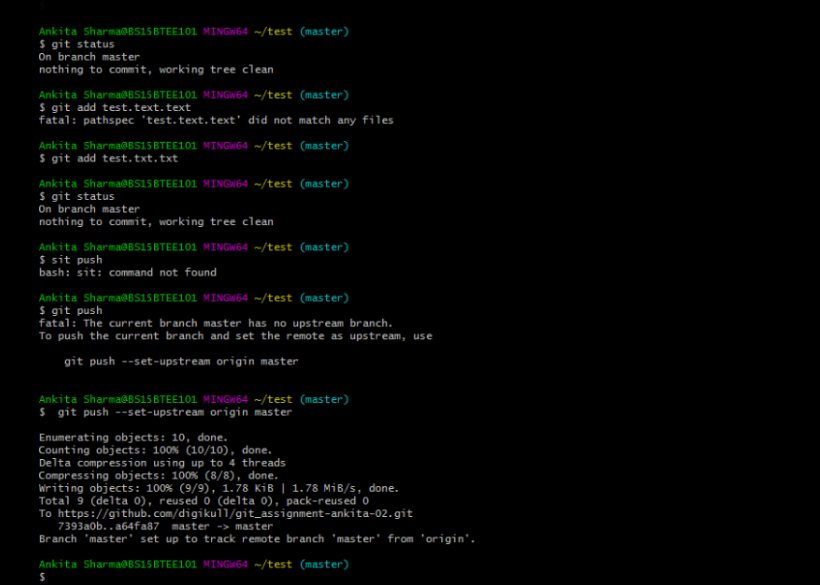 Ankita Sharma@BS15BTEE101 MINGW64 ~/test (master)
$ git status
On branch master
nothing to commit, working tree clean
Ankita Sharma@BS15BTEE101 MINGW64 ~/test (master)
$ git add test.text.text
fatal: pathspec 'test.text.text' did not match any files
Ankita Sharma@BS15BTEE101 MINGW64 ~/test (master)
$ git add test.txt.txt
Ankita Sharma@BS15BTEE101 MINGW64 ~/test (master)
$ git status
On branch master
nothing to commit, working tree clean
Ankita Sharma@BS15BTEE101 MINGW64 ~/test (master)
$ sit push
bash: sit: command not found
Ankita Sharma@BS15BTEE101 MINGW64 ~/test (master)
$ git push
fatal: The current branch master has no upstream branch.
To push the current branch and set the remote as upstream, use
git push --set-upstream origin master
Ankita Sharma@BS15BTEE101 MINGW64 ~/test (master)
$  git push --set-upstream origin master
Enumerating objects: 10, done.
Counting objects: 100% (10/10), done.
Delta compression using up to 4 threads
Compressing objects: 100% (8/8), done.
Writing objects: 100% (9/9), 1.78 KiB | 1.78 MiB/s, done.
Total 9 (delta 0), reused 0 (delta 0), pack-reused 0
To https://github.com/digikull/git_assignment-ankita-02.git
7393a0b..a64fa87  master -> master
Branch 'master' set up to track remote branch 'master' from 'origin'.
Ankita Sharma@BS15BTEE101 MINGW64 ~/test (master)
$